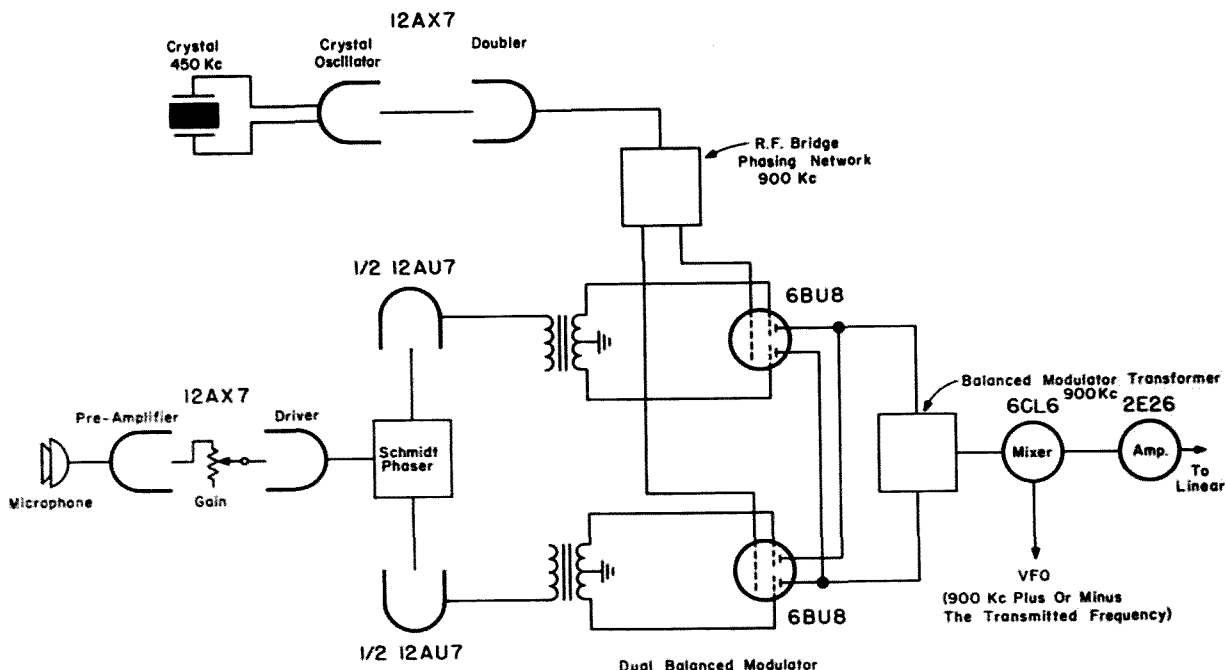 12AX7
Crystal
450 Kc
Crystal
Oscillator
Doubler
R.F. Bridge
Phasing Network
900 Kc
1/2 12AU7
6BU8
Balanced Modulator Transformer
900Kc
6CL6
2E26
12AX7
Pre-Amplifier
Driver
Schmidt
Phaser
Mixer
Amp.
To
Linear
Microphone
Gain
VFO
(900 Kc Plus Or Minus
The Transmitted Frequency)
6BU8
1/2 12AU7
Dual Balanced Modulator